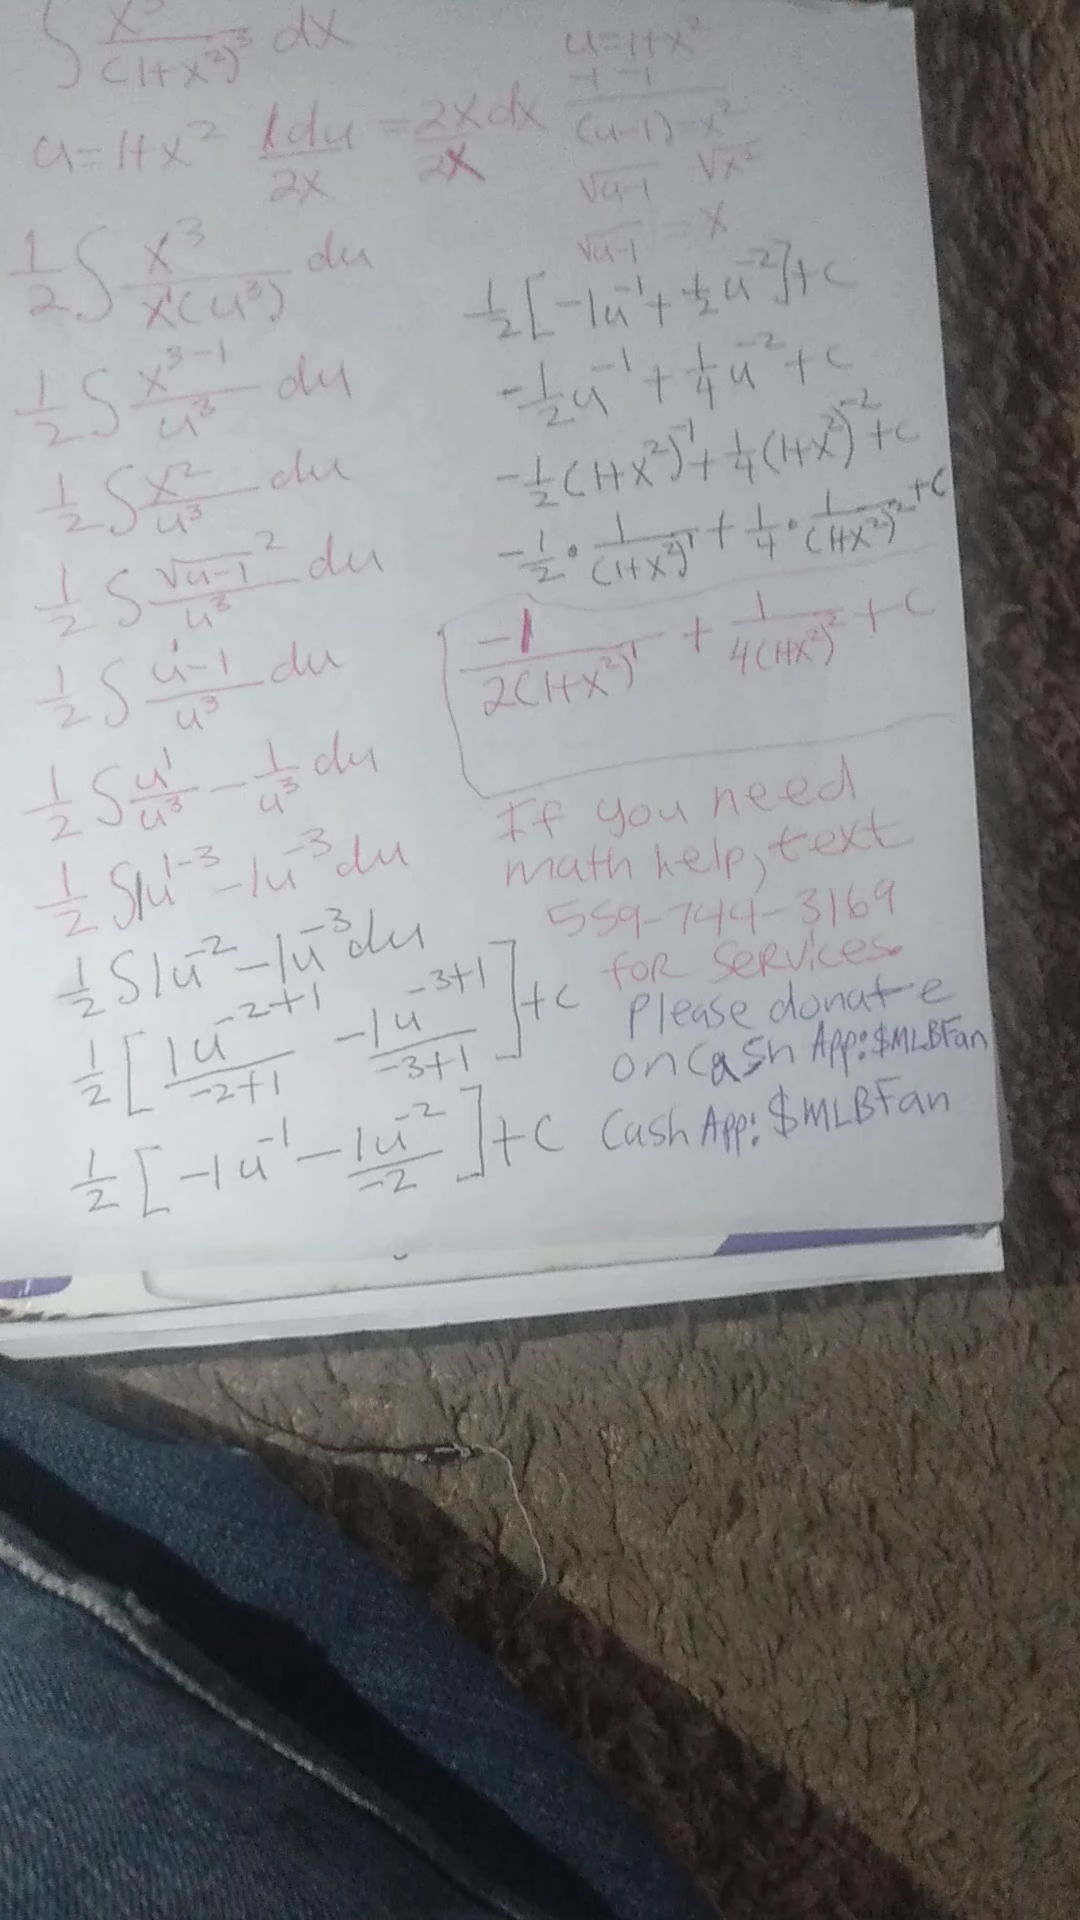 ∫ x³/(1+x²)³ dx
u=1+x² 1du/2x = 2xdx/2x
1/2 ∫ x³/x¹(u³) du
1/2 ∫ x³⁻¹/u³ du
1/2 ∫ x²/u³ du
1/2 ∫ √u-1²/u³ du
1/2 ∫ u¹-1/u³ du
1/2 ∫ u¹/u³ - 1/u³ du
1/2 ∫ 1u¹⁻³ - 1u⁻³ du
1/2 ∫ 1u⁻² - 1u⁻³ du
1/2 [1u⁻²⁺¹/-2+1 - 1u⁻³⁺¹/-3+1] + C
1/2 [-1u⁻¹ - 1u⁻²/-2] + C
u=1+x²
-1 -1
(u-1)=x²
√u-1 √x²
√u-1 = x
1/2 [-1u⁻¹ + 1/2 u⁻²] + C
-1/2 u⁻¹ + 1/4 u⁻² + C
-1/2 (1+x²)⁻¹ + 1/4 (1+x²)⁻² + C
-1/2 • 1/(1+x²)¹ + 1/4 • 1/(1+x²)² + C
-1/2(1+x²)¹ + 1/4(1+x²)² + C
If you need
math help, text
559-744-3169
for services.
Please donate
on Cash App: $MLBFan
Cash App: $MLBFan